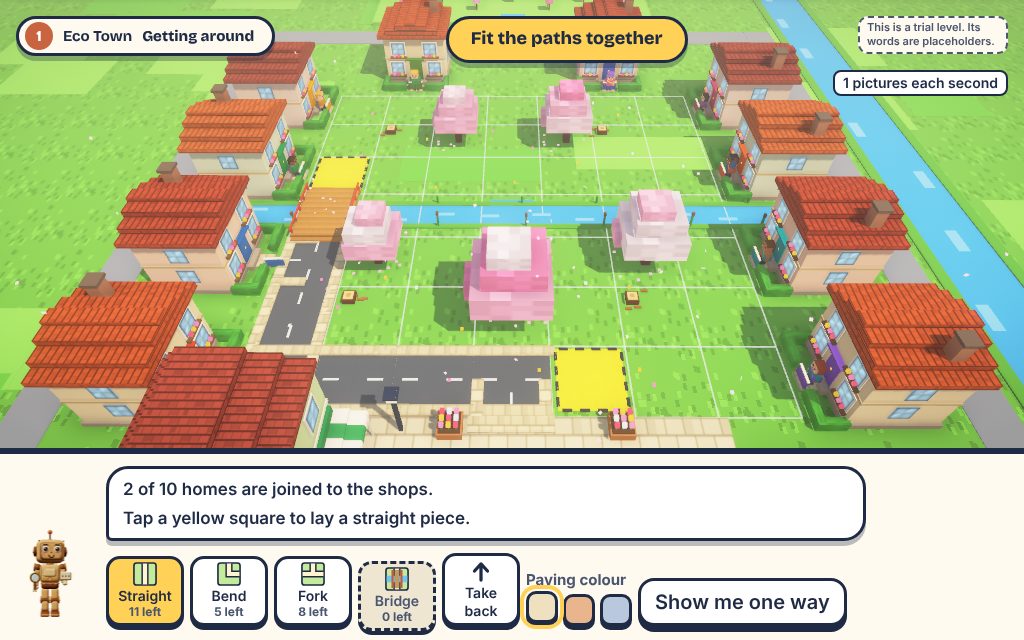 1 Eco Town Getting around
Fit the paths together
This is a trial level. Its
words are placeholders.
1 pictures each second
2 of 10 homes are joined to the shops.
Tap a yellow square to lay a straight piece.
Straight
11 left
Bend
5 left
Fork
8 left
Bridge
0 left
Take
back
Paving colour
Show me one way